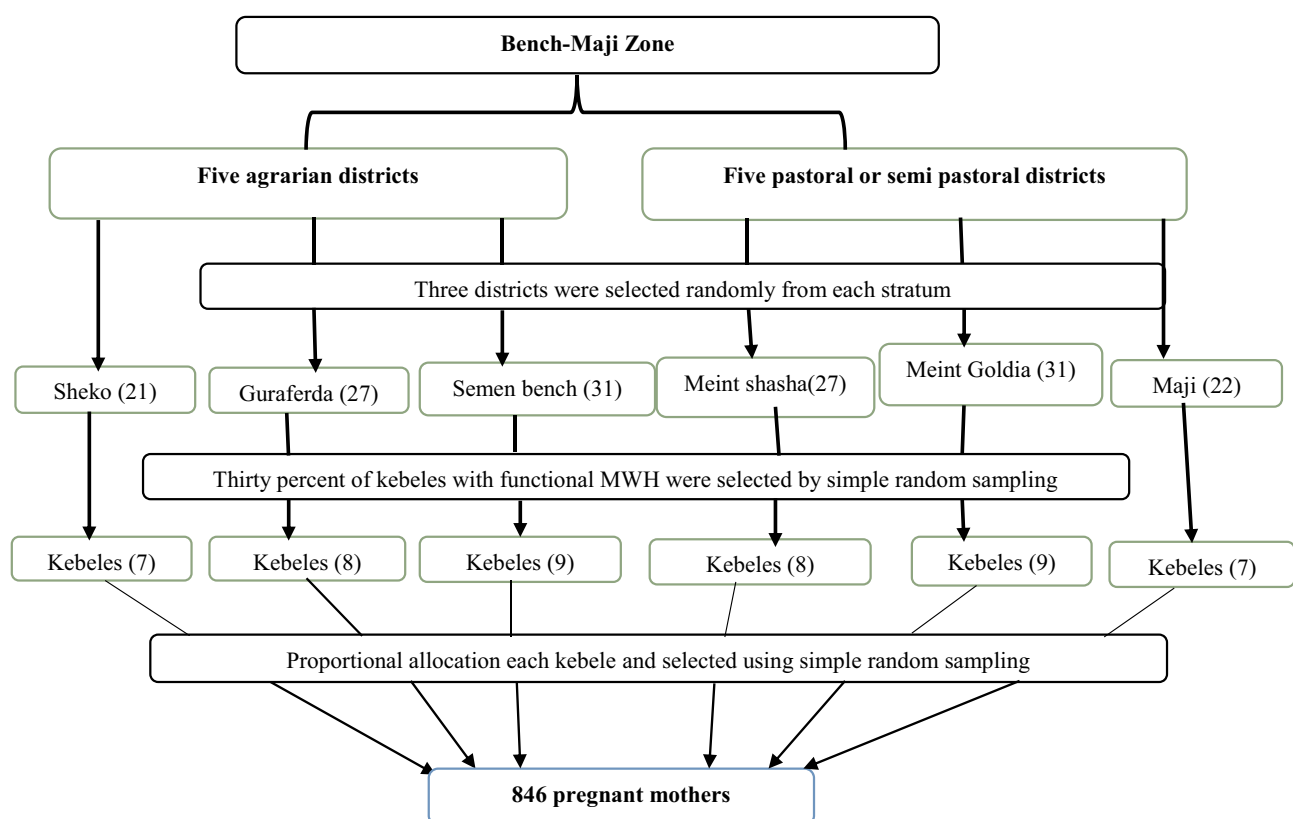 Bench-Maji Zone
Five agrarian districts
Five pastoral or semi pastoral districts
Three districts were selected randomly from each stratum
Sheko (21)
Guraferda (27)
Semen bench (31)
Meint shasha(27)
Meint Goldia (31)
Maji (22)
Thirty percent of kebeles with functional MWH were selected by simple random sampling
Kebeles (7)
Kebeles (8)
Kebeles (9)
Kebeles (8)
Kebeles (9)
Kebeles (7)
Proportional allocation each kebele and selected using simple random sampling
846 pregnant mothers